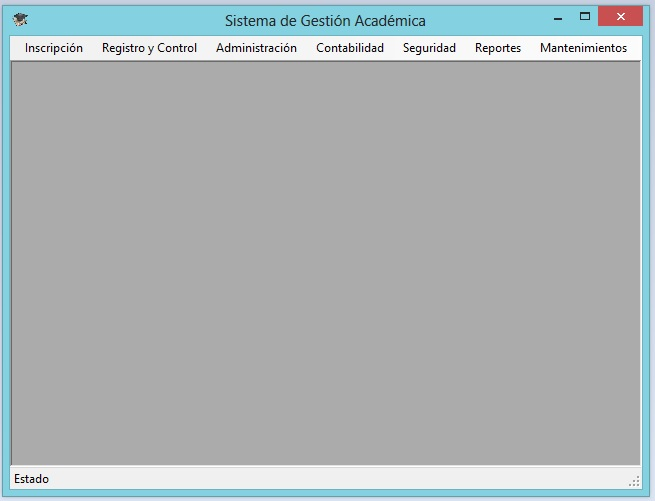 Sistema de Gestión Académica
Inscripción Registro y Control Administración Contabilidad Seguridad Reportes Mantenimientos
Estado